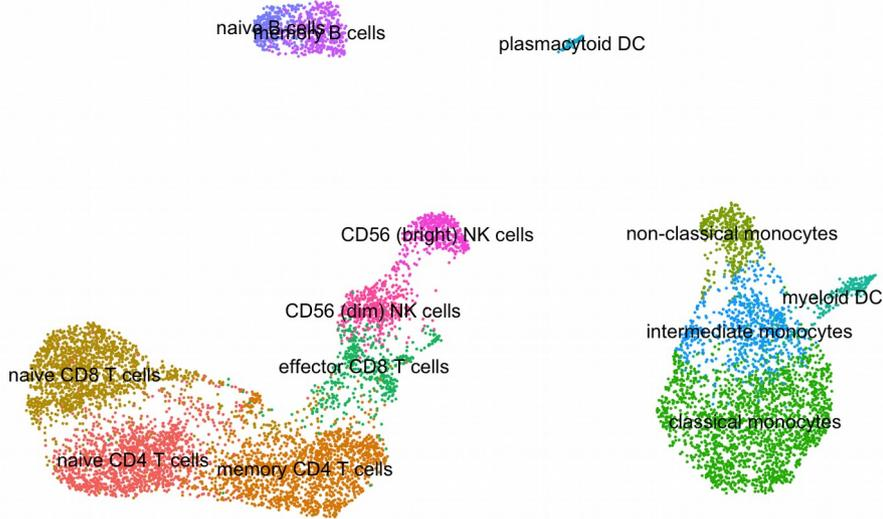 naive B cells
memory B cells
plasmacytoid DC
CD56 (bright) NK cells
non-classical monocytes
myeloid DC
CD56 (dim) NK cells
intermediate monocytes
effector CD8 T cells
naive CD8 T cells
classical monocytes
naive CD4 T cells
memory CD4 T cells